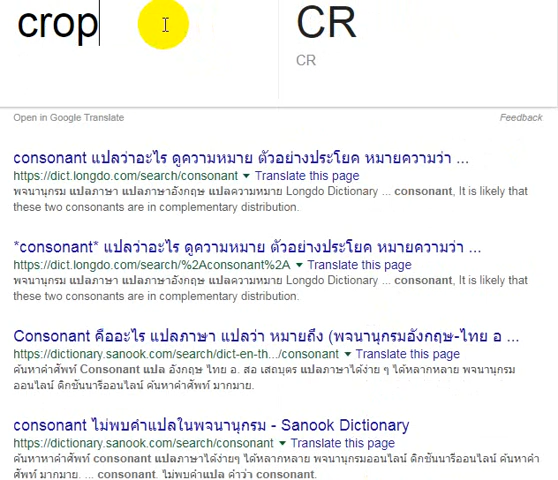 crop
CR
CR
Open in Google Translate
Feedback
consonant แปลว่าอะไร ดูความหมาย ตัวอย่างประโยค หมายความว่า ...
https://dict.longdo.com/search/consonant ▼ Translate this page
พจนานุกรม แปลภาษา แปลภาษาอังกฤษ แปลความหมาย Longdo Dictionary ... consonant, It is likely that
these two consonants are in complementary distribution.
*consonant* แปลว่าอะไร ดูความหมาย ตัวอย่างประโยค หมายความว่า ...
https://dict.longdo.com/search/%2Aconsonant%2A ▼ Translate this page
พจนานุกรม แปลภาษา แปลภาษาอังกฤษ แปลความหมาย Longdo Dictionary ... consonant, It is likely that
these two consonants are in complementary distribution.
Consonant คืออะไร แปลภาษา แปลว่า หมายถึง (พจนานุกรมอังกฤษ-ไทย อ ...
https://dictionary.sanook.com/search/dict-en-th.../consonant ▼ Translate this page
ค้นหาคำศัพท์ Consonant แปล อังกฤษ ไทย อ. สอ เสถบุตร แปลภาษาได้ง่าย ๆ ได้หลากหลาย พจนานุกรม
ออนไลน์ ดิกชันนารีออนไลน์ ค้นหาคำศัพท์ มากมาย.
consonant ไม่พบคำแปลในพจนานุกรม - Sanook Dictionary
https://dictionary.sanook.com/search/consonant ▼ Translate this page
ค้นหาหาคำศัพท์ consonant แปลภาษาได้ง่ายๆ ได้หลากหลาย พจนานุกรมออนไลน์ ดิกชันนารีออนไลน์ ค้นหาคำ
ศัพท์ มากมาย. ... consonant. ไม่พบคำแปล คำว่า consonant.